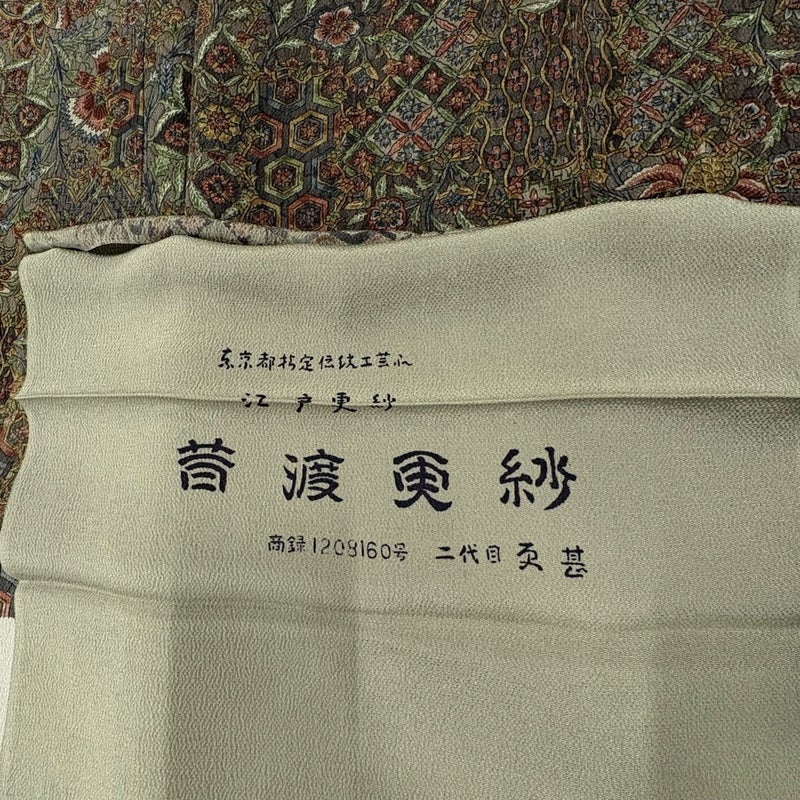 東京都指定伝統工芸品
江戸更紗
昔渡更紗
商録1208160号 二代目 更甚